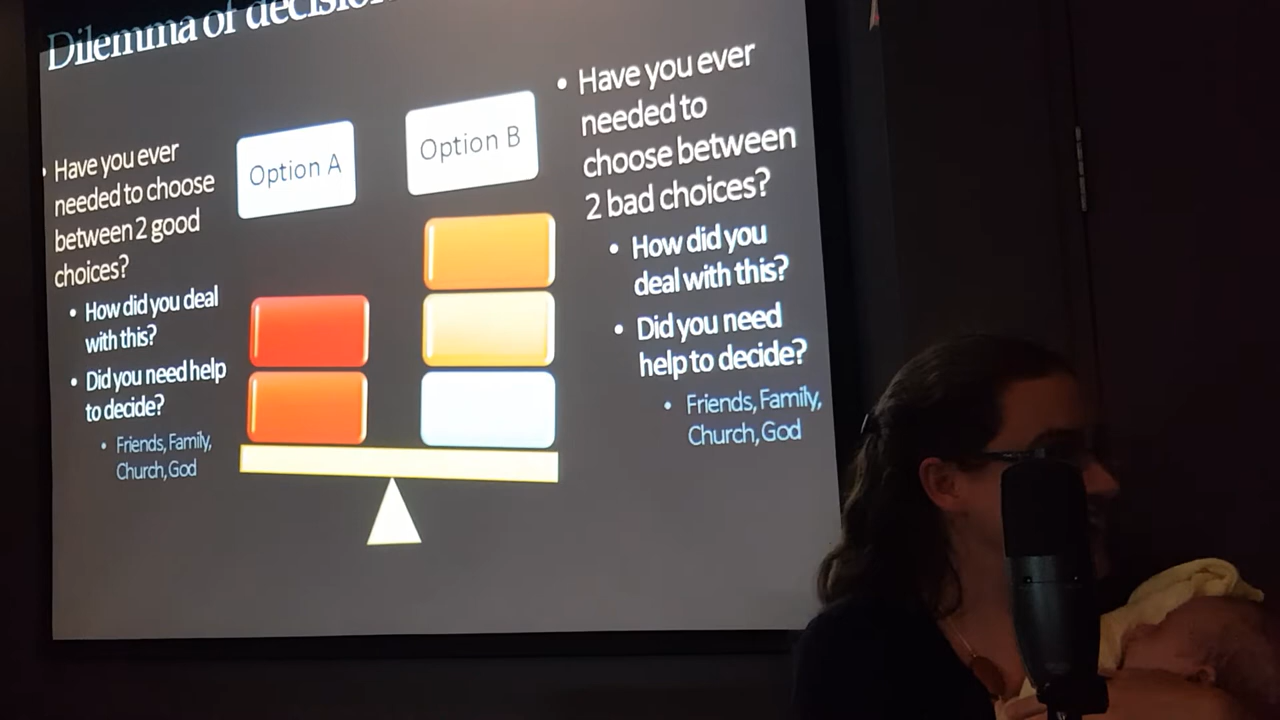 Dilemma of decision
• Have you ever
needed to choose
between 2 good
choices?
• How did you deal
with this?
• Did you need help
to decide?
• Friends, Family,
Church, God
Option A
Option B
• Have you ever
needed to
choose between
2 bad choices?
• How did you
deal with this?
• Did you need
help to decide?
• Friends, Family,
Church, God